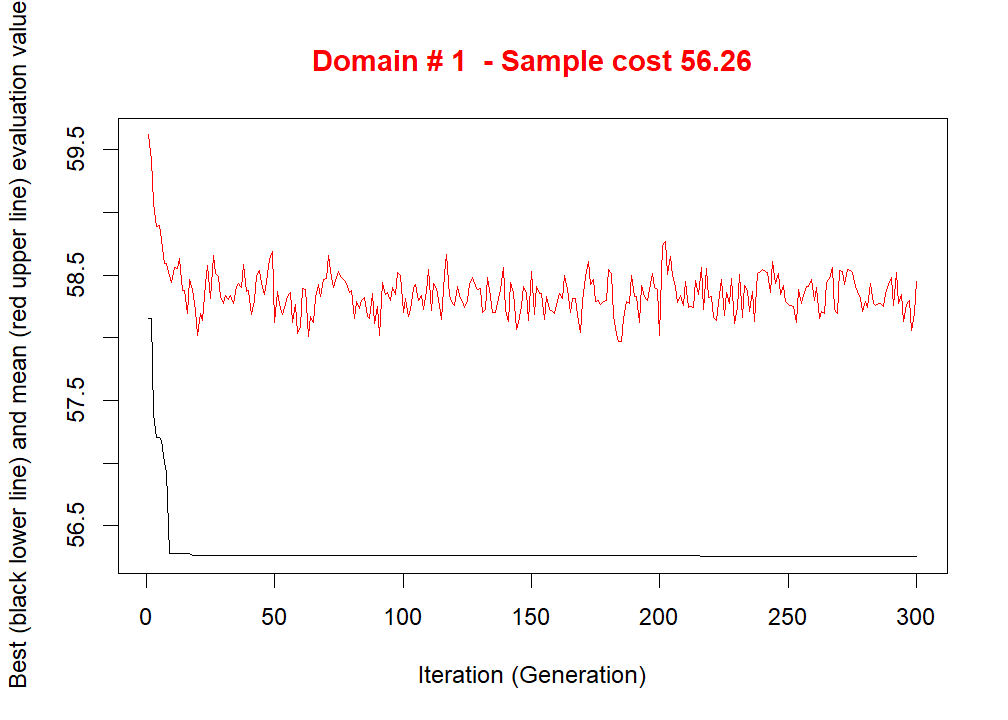 Domain # 1  - Sample cost 56.26
Best (black lower line) and mean (red upper line) evaluation value
59.5
58.5
57.5
56.5
0 50 100 150 200 250 300
Iteration (Generation)